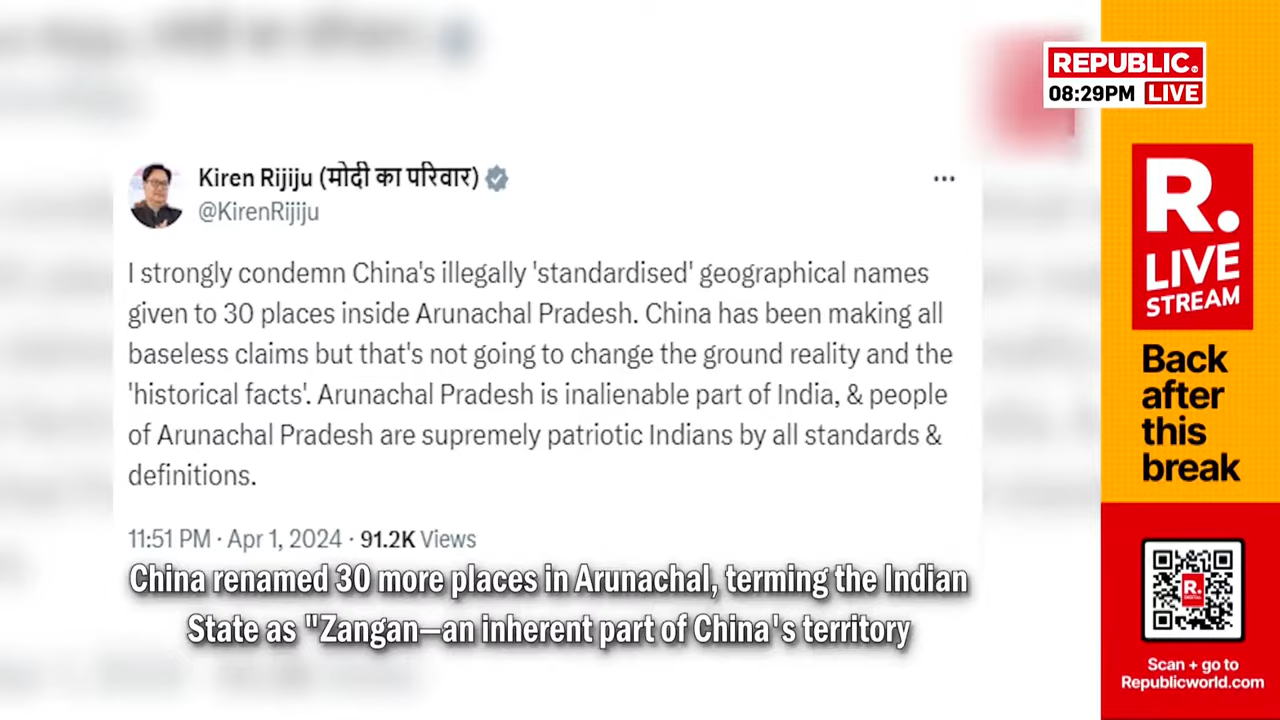 Kiren Rijiju (मोदी का परिवार)
@KirenRijiju
I strongly condemn China's illegally 'standardised' geographical names
given to 30 places inside Arunachal Pradesh. China has been making all
baseless claims but that's not going to change the ground reality and the
'historical facts'. Arunachal Pradesh is inalienable part of India, & people
of Arunachal Pradesh are supremely patriotic Indians by all standards &
definitions.
11:51 PM · Apr 1, 2024 · 91.2K Views
China renamed 30 more places in Arunachal, terming the Indian
State as "Zangan—an inherent part of China's territory
REPUBLIC.
08:29PM LIVE
R.
LIVE
STREAM
Back
after
this
break
R.
Scan + go to
Republicworld.com